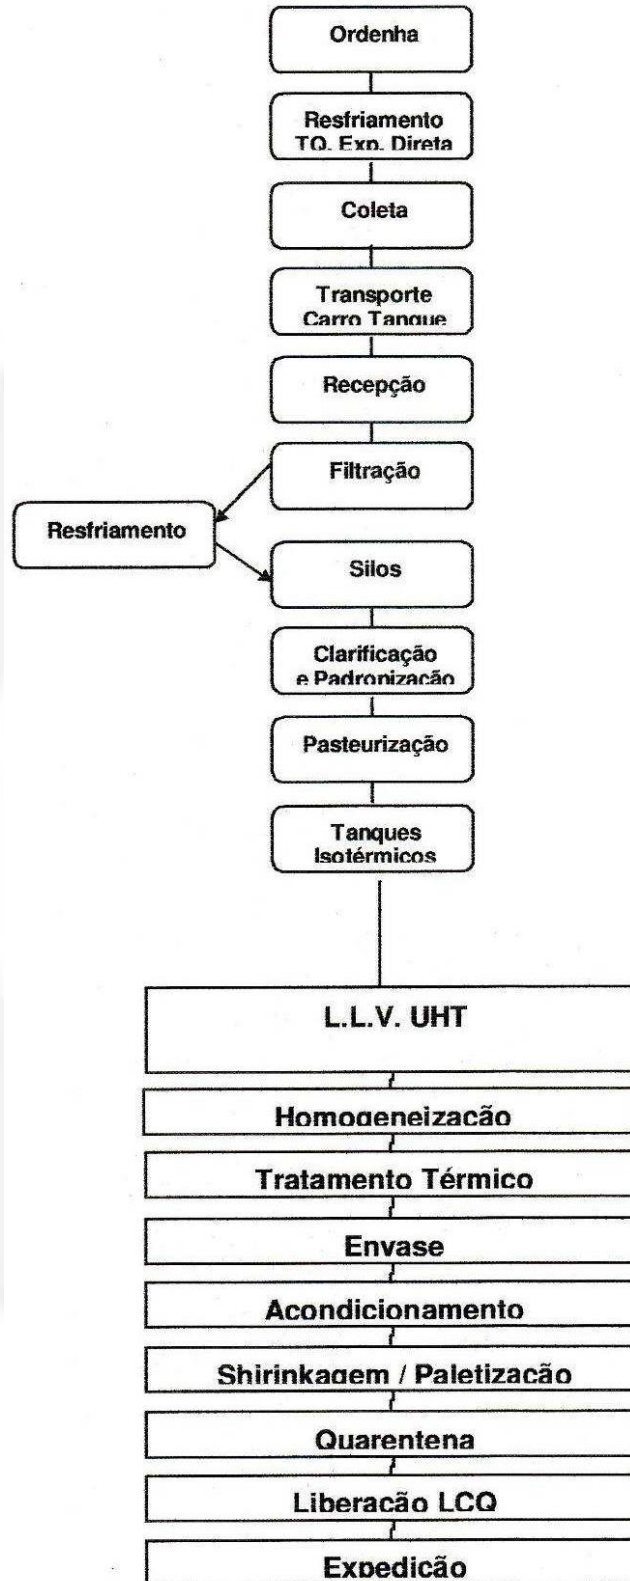 Ordenha
Resfriamento
TQ. Exp. Direta
Coleta
Transporte
Carro Tanque
Recepção
Filtração
Resfriamento
Silos
Clarificação
e Padronização
Pasteurização
Tanques
Isotérmicos
L.L.V. UHT
Homogeneização
Tratamento Térmico
Envase
Acondicionamento
Shirinkagem / Paletização
Quarentena
Liberação LCQ
Expedição